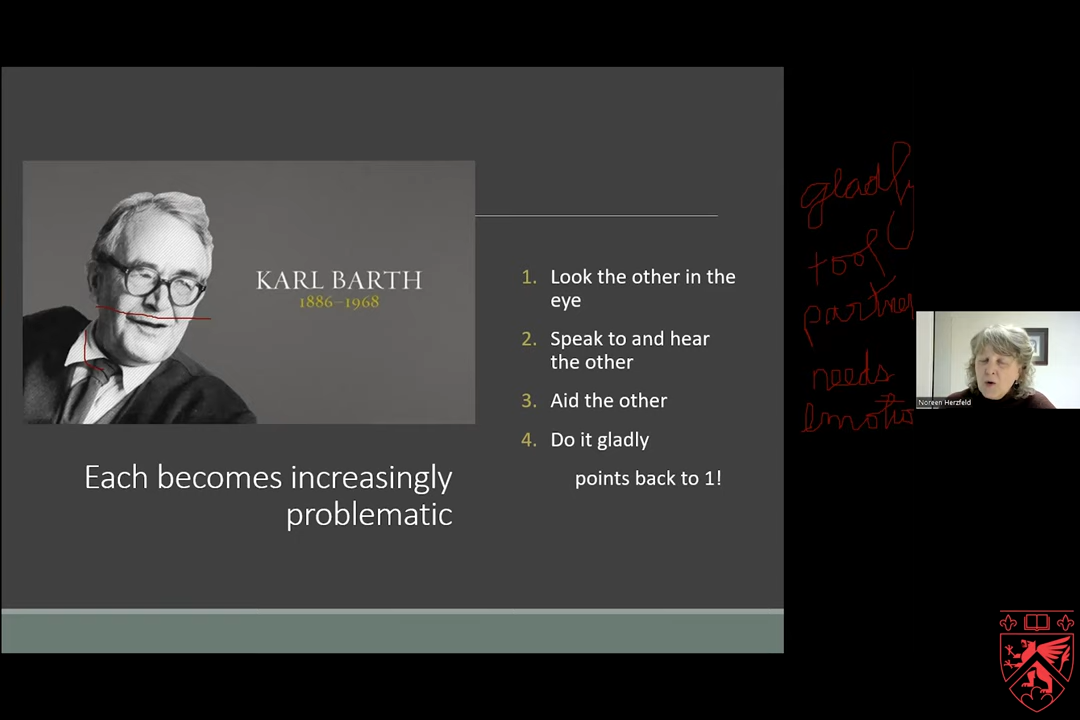 KARL BARTH
1886–1968
Each becomes increasingly
problematic
1. Look the other in the
eye
2. Speak to and hear
the other
3. Aid the other
4. Do it gladly
points back to 1!
gladly
tool
partner
needs
Emotio
Noreen Herzfeld